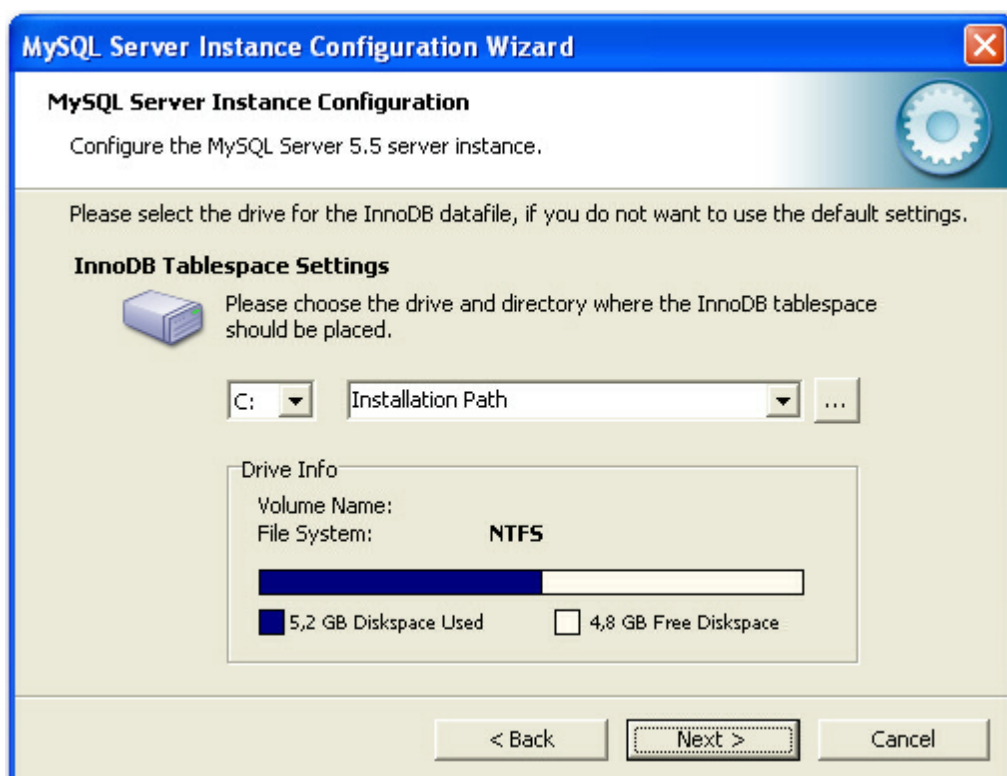 MySQL Server Instance Configuration Wizard
MySQL Server Instance Configuration
Configure the MySQL Server 5.5 server instance.
Please select the drive for the InnoDB datafile, if you do not want to use the default settings.
InnoDB Tablespace Settings
Please choose the drive and directory where the InnoDB tablespace
should be placed.
C: Installation Path ...
Drive Info
Volume Name:
File System: NTFS
5,2 GB Diskspace Used 4,8 GB Free Diskspace
< Back Next > Cancel